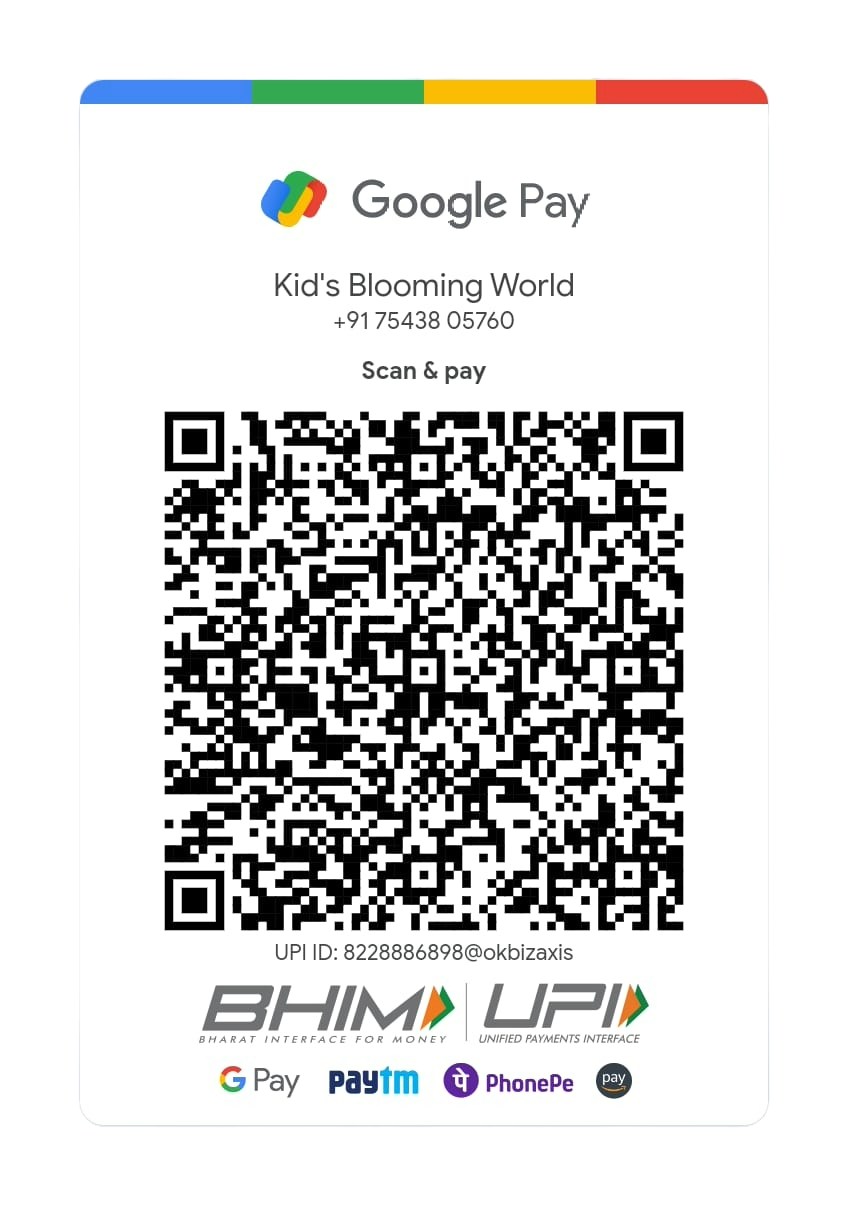 Google Pay
Kid's Blooming World
+91 75438 05760
Scan & pay
UPI ID: 8228886898@okbizaxis
BHIM UPI
BHARAT INTERFACE FOR MONEY UNIFIED PAYMENTS INTERFACE
G Pay paytm पे PhonePe pay